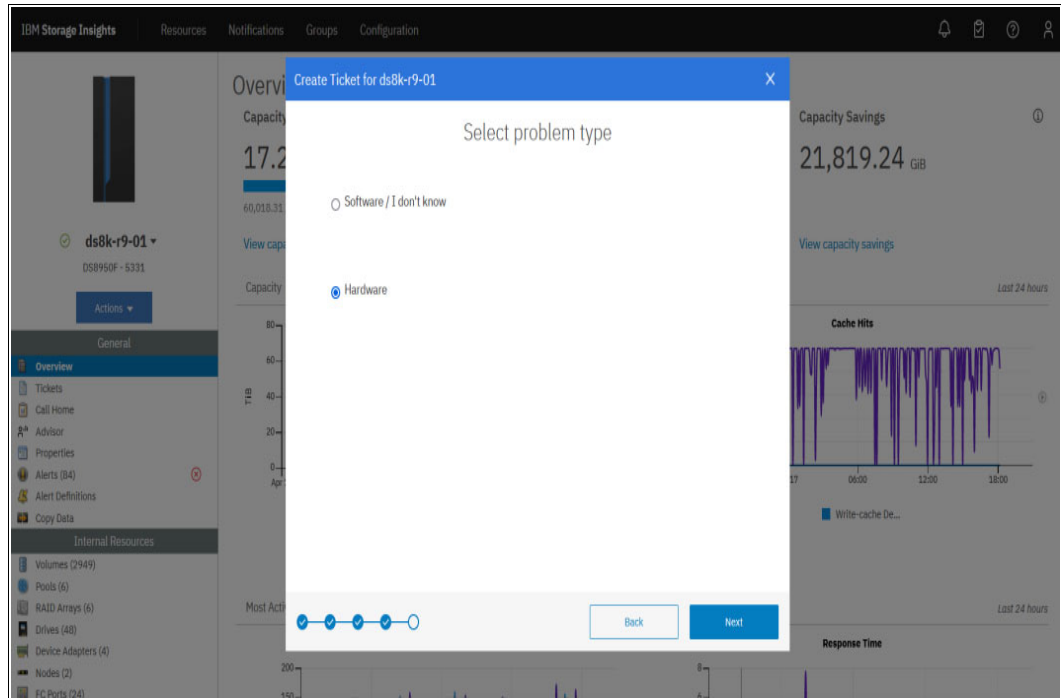 IBM Storage Insights Resources Notifications Groups Configuration
ds8k-r9-01
DS8950F - 5331
Actions
General
Overview
Tickets
Call Home
Advisor
Properties
Alerts (84)
Alert Definitions
Copy Data
Internal Resources
Volumes (2949)
Pools (6)
RAID Arrays (6)
Drives (48)
Device Adapters (4)
Nodes (2)
FC Ports (24)
Overvi
Capacity
17.2
60,018.31
View capa
Capacity
80
60
40
20
0
TiB
Apr
Most Acti
200
150
Create Ticket for ds8k-r9-01 X
Select problem type
Software / I don't know
Hardware
Back Next
Capacity Savings
21,819.24 GiB
View capacity savings
Last 24 hours
Cache Hits
17 06:00 12:00 18:00
Write-cache De...
Last 24 hours
Response Time
8
6